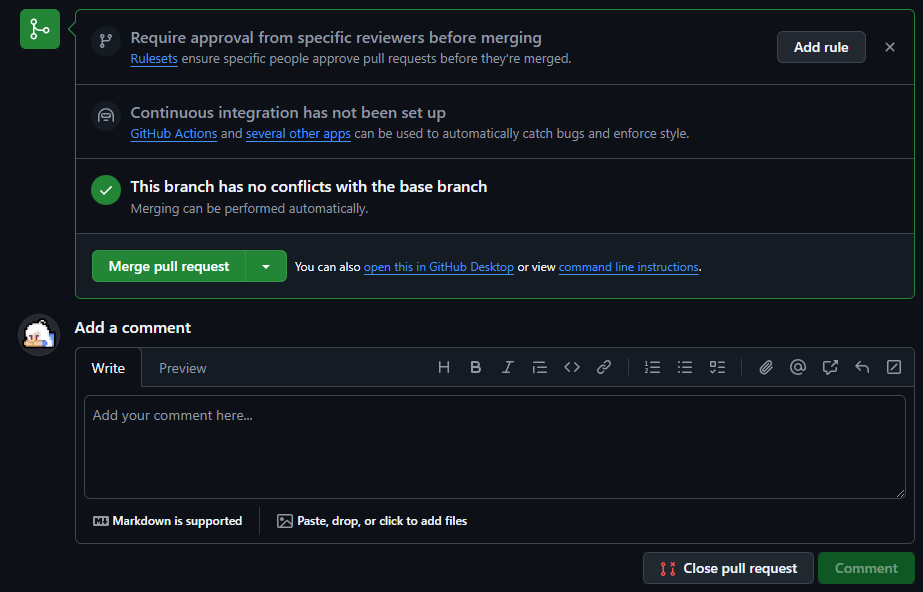 Require approval from specific reviewers before merging
Rulesets ensure specific people approve pull requests before they're merged.
Add rule
Continuous integration has not been set up
GitHub Actions and several other apps can be used to automatically catch bugs and enforce style.
This branch has no conflicts with the base branch
Merging can be performed automatically.
Merge pull request
You can also open this in GitHub Desktop or view command line instructions.
Add a comment
Write
Preview
Add your comment here...
Markdown is supported
Paste, drop, or click to add files
Close pull request
Comment